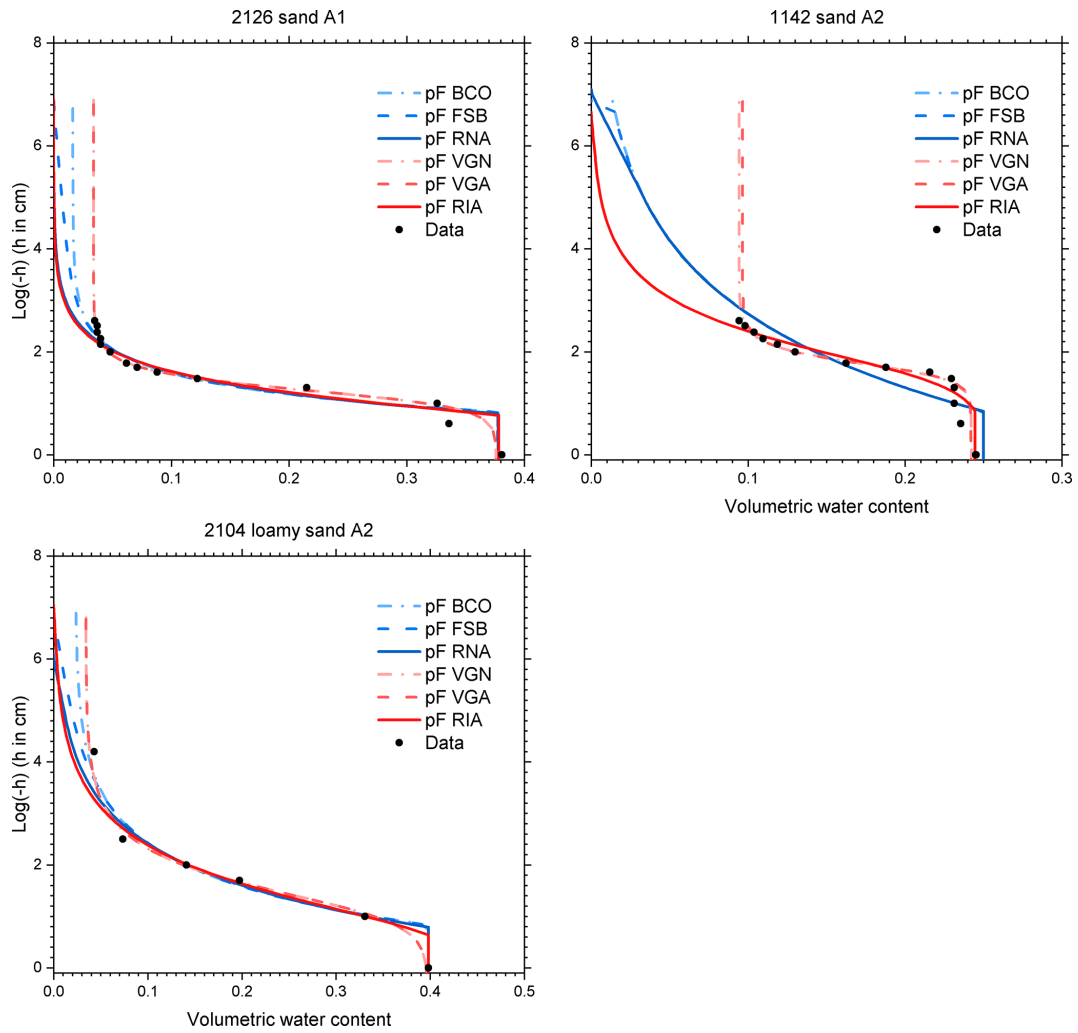 2126 sand A1
8
6
4
2
0
Log(-h) (h in cm)
pF BCO
pF FSB
pF RNA
pF VGN
pF VGA
pF RIA
Data
0.0 0.1 0.2 0.3 0.4
1142 sand A2
8
6
4
2
0
pF BCO
pF FSB
pF RNA
pF VGN
pF VGA
pF RIA
Data
0.0 0.1 0.2 0.3
Volumetric water content
2104 loamy sand A2
8
6
4
2
0
Log(-h) (h in cm)
pF BCO
pF FSB
pF RNA
pF VGN
pF VGA
pF RIA
Data
0.0 0.1 0.2 0.3 0.4 0.5
Volumetric water content